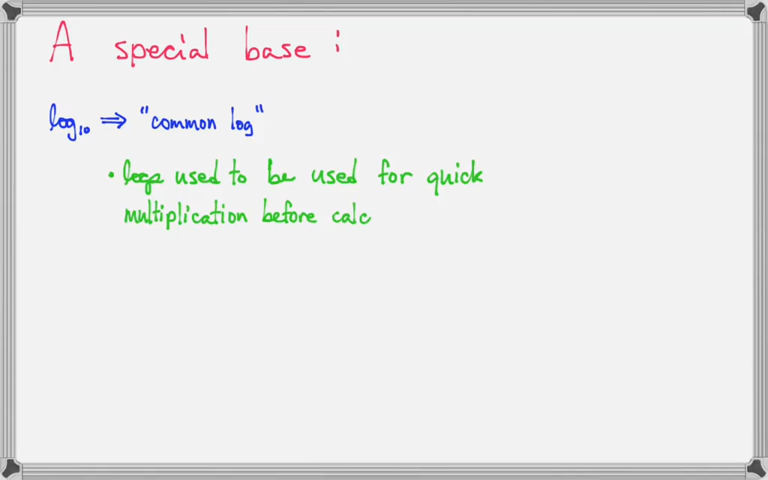 A special base :
log₁₀ ⇒ "common log"
• logs used to be used for quick
multiplication before calc